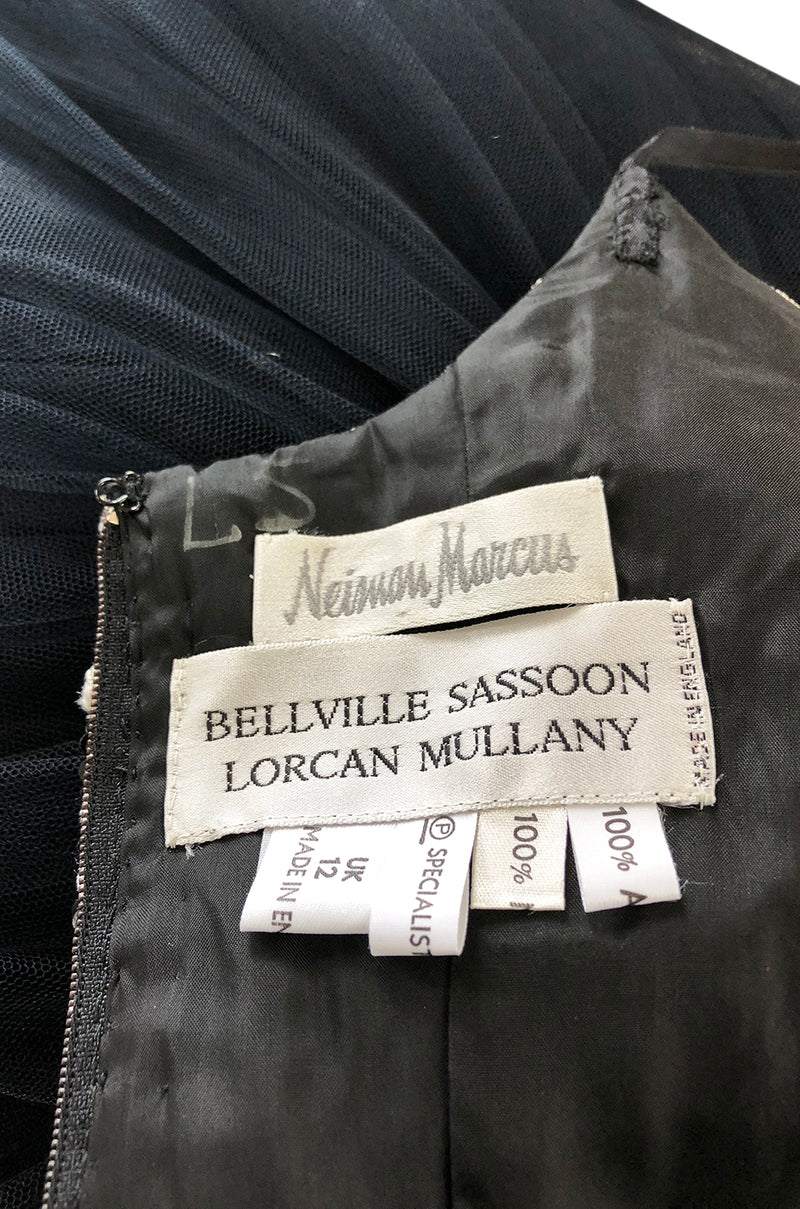 L S
Neiman Marcus
BELLVILLE SASSOON
LORCAN MULLANY
MADE IN ENGLAND
UK
12
MADE IN EN
Ⓟ SPECIALIST
100%
100% A